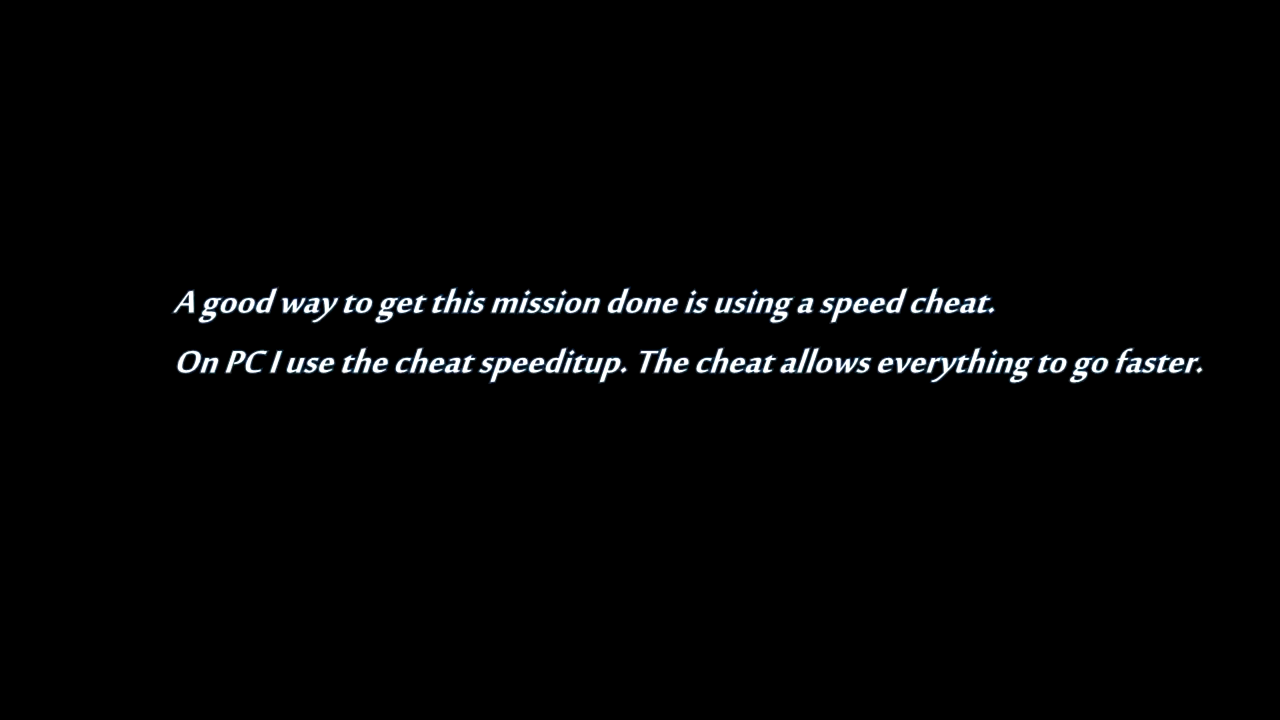 A good way to get this mission done is using a speed cheat.
On PC I use the cheat speeditup. The cheat allows everything to go faster.